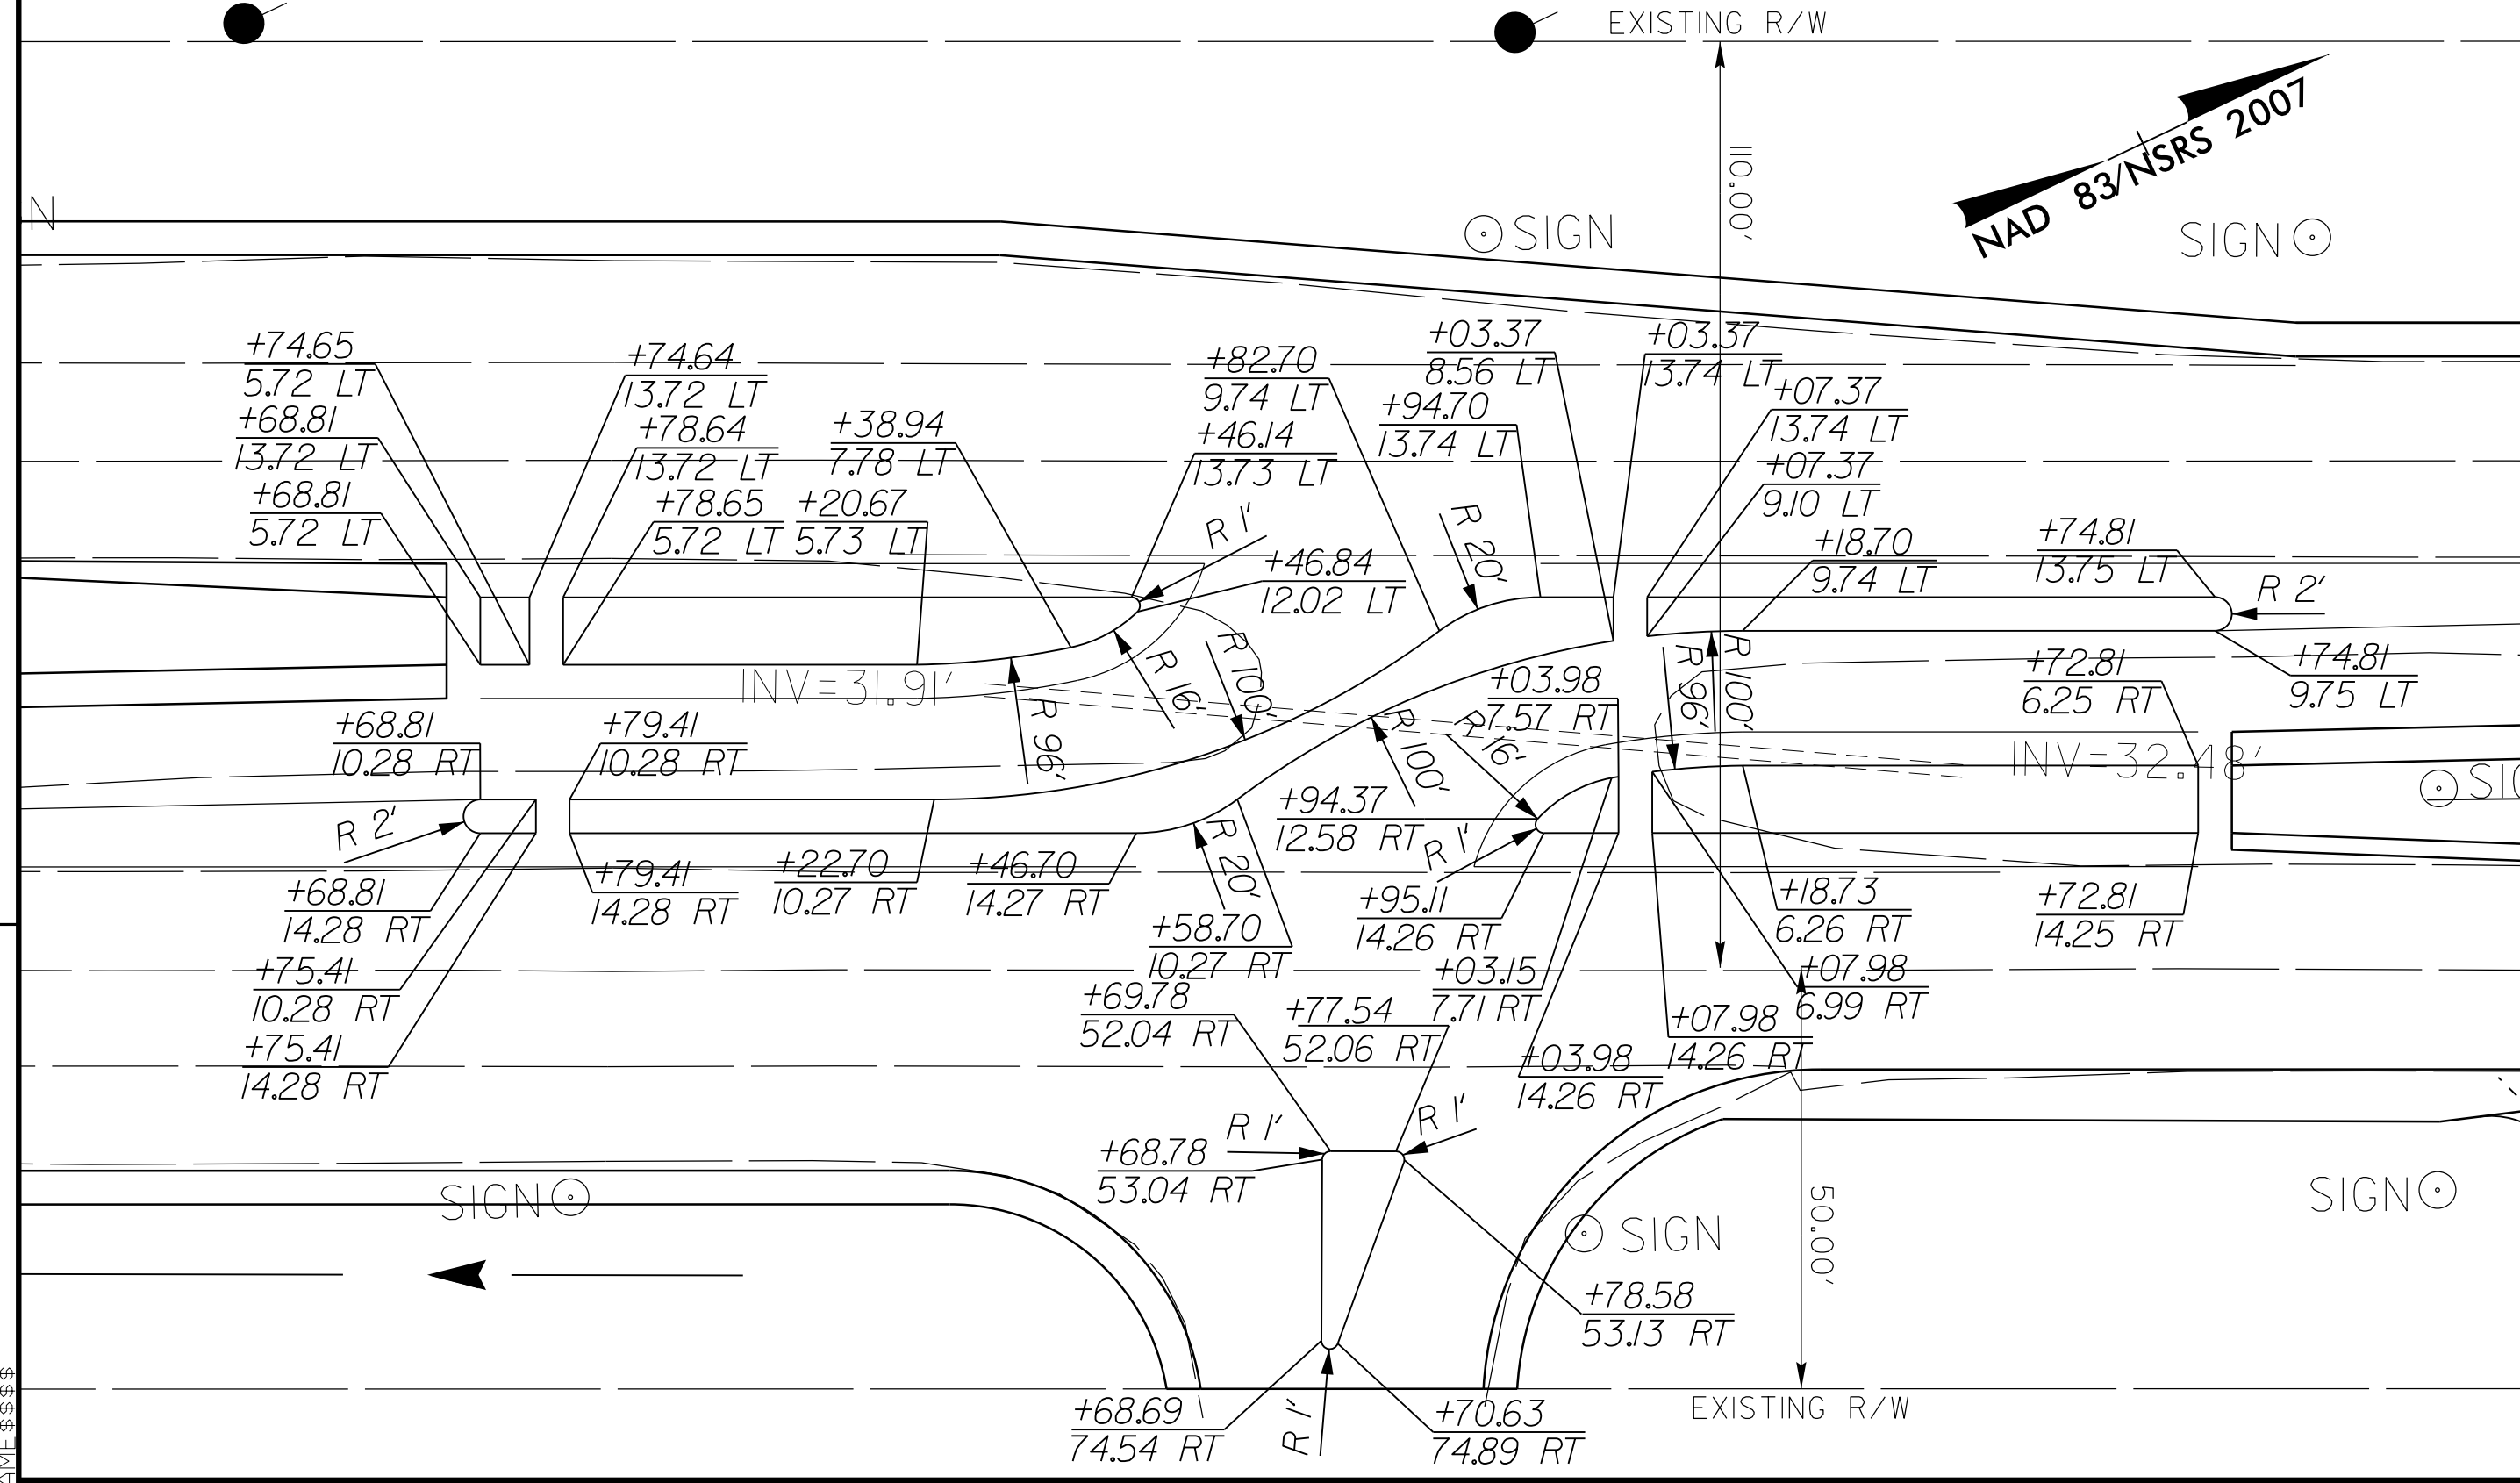 EXISTING R/W
110.00'
NAD 83/NSRS 2007
N
SIGN
SIGN
+74.65
5.72 LT
+68.81
13.72 LT
+68.81
5.72 LT
+74.64
13.72 LT
+78.64
13.72 LT
+78.65
5.72 LT
+38.94
7.78 LT
+20.67
5.73 LT
+82.70
9.74 LT
+46.14
13.73 LT
R 1'
+46.84
12.02 LT
+03.37
8.56 LT
+94.70
13.74 LT
R 20'
+03.37
13.74 LT
+07.37
13.74 LT
+07.37
9.10 LT
+18.70
9.74 LT
+74.81
13.75 LT
R 2'
+74.81
9.75 LT
+72.81
6.25 RT
INV=31.91'
R 96'
R 16'
R 100'
+03.98
7.57 RT
R 96'
R 100'
INV=32.48'
+68.81
10.28 RT
+79.41
10.28 RT
R 2'
R 100'
R 16'
+94.37
12.58 RT
R 1'
+68.81
14.28 RT
+79.41
14.28 RT
+22.70
10.27 RT
+46.70
14.27 RT
R 20'
+58.70
10.27 RT
+95.11
14.26 RT
+18.73
6.26 RT
+72.81
14.25 RT
+75.41
10.28 RT
+75.41
14.28 RT
+69.78
52.04 RT
+77.54
52.06 RT
+03.15
7.71 RT
+07.98
6.99 RT
+07.98
14.26 RT
+03.98
14.26 RT
R 1'
R 1'
+68.78
53.04 RT
SIGN
SIGN
SIGN
50.00'
+78.58
53.13 RT
+68.69
74.54 RT
R 1'
+70.63
74.89 RT
EXISTING R/W